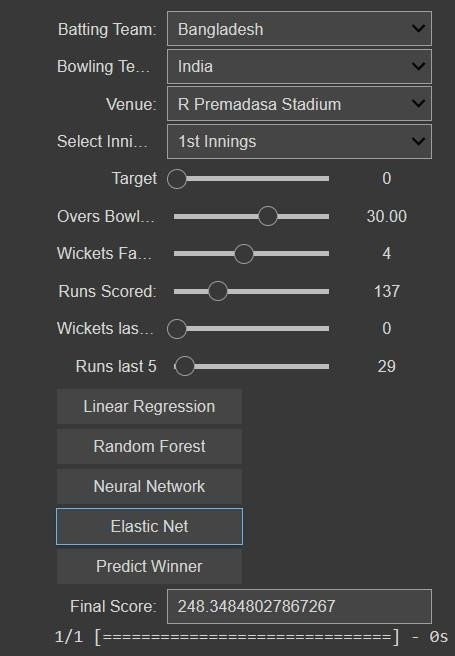 Batting Team: Bangladesh
Bowling Te... India
Venue: R Premadasa Stadium
Select Inni... 1st Innings
Target 0
Overs Bowl... 30.00
Wickets Fa... 4
Runs Scored: 137
Wickets las... 0
Runs last 5 29
Linear Regression
Random Forest
Neural Network
Elastic Net
Predict Winner
Final Score: 248.34848027867267
1/1 [==============================] - 0s